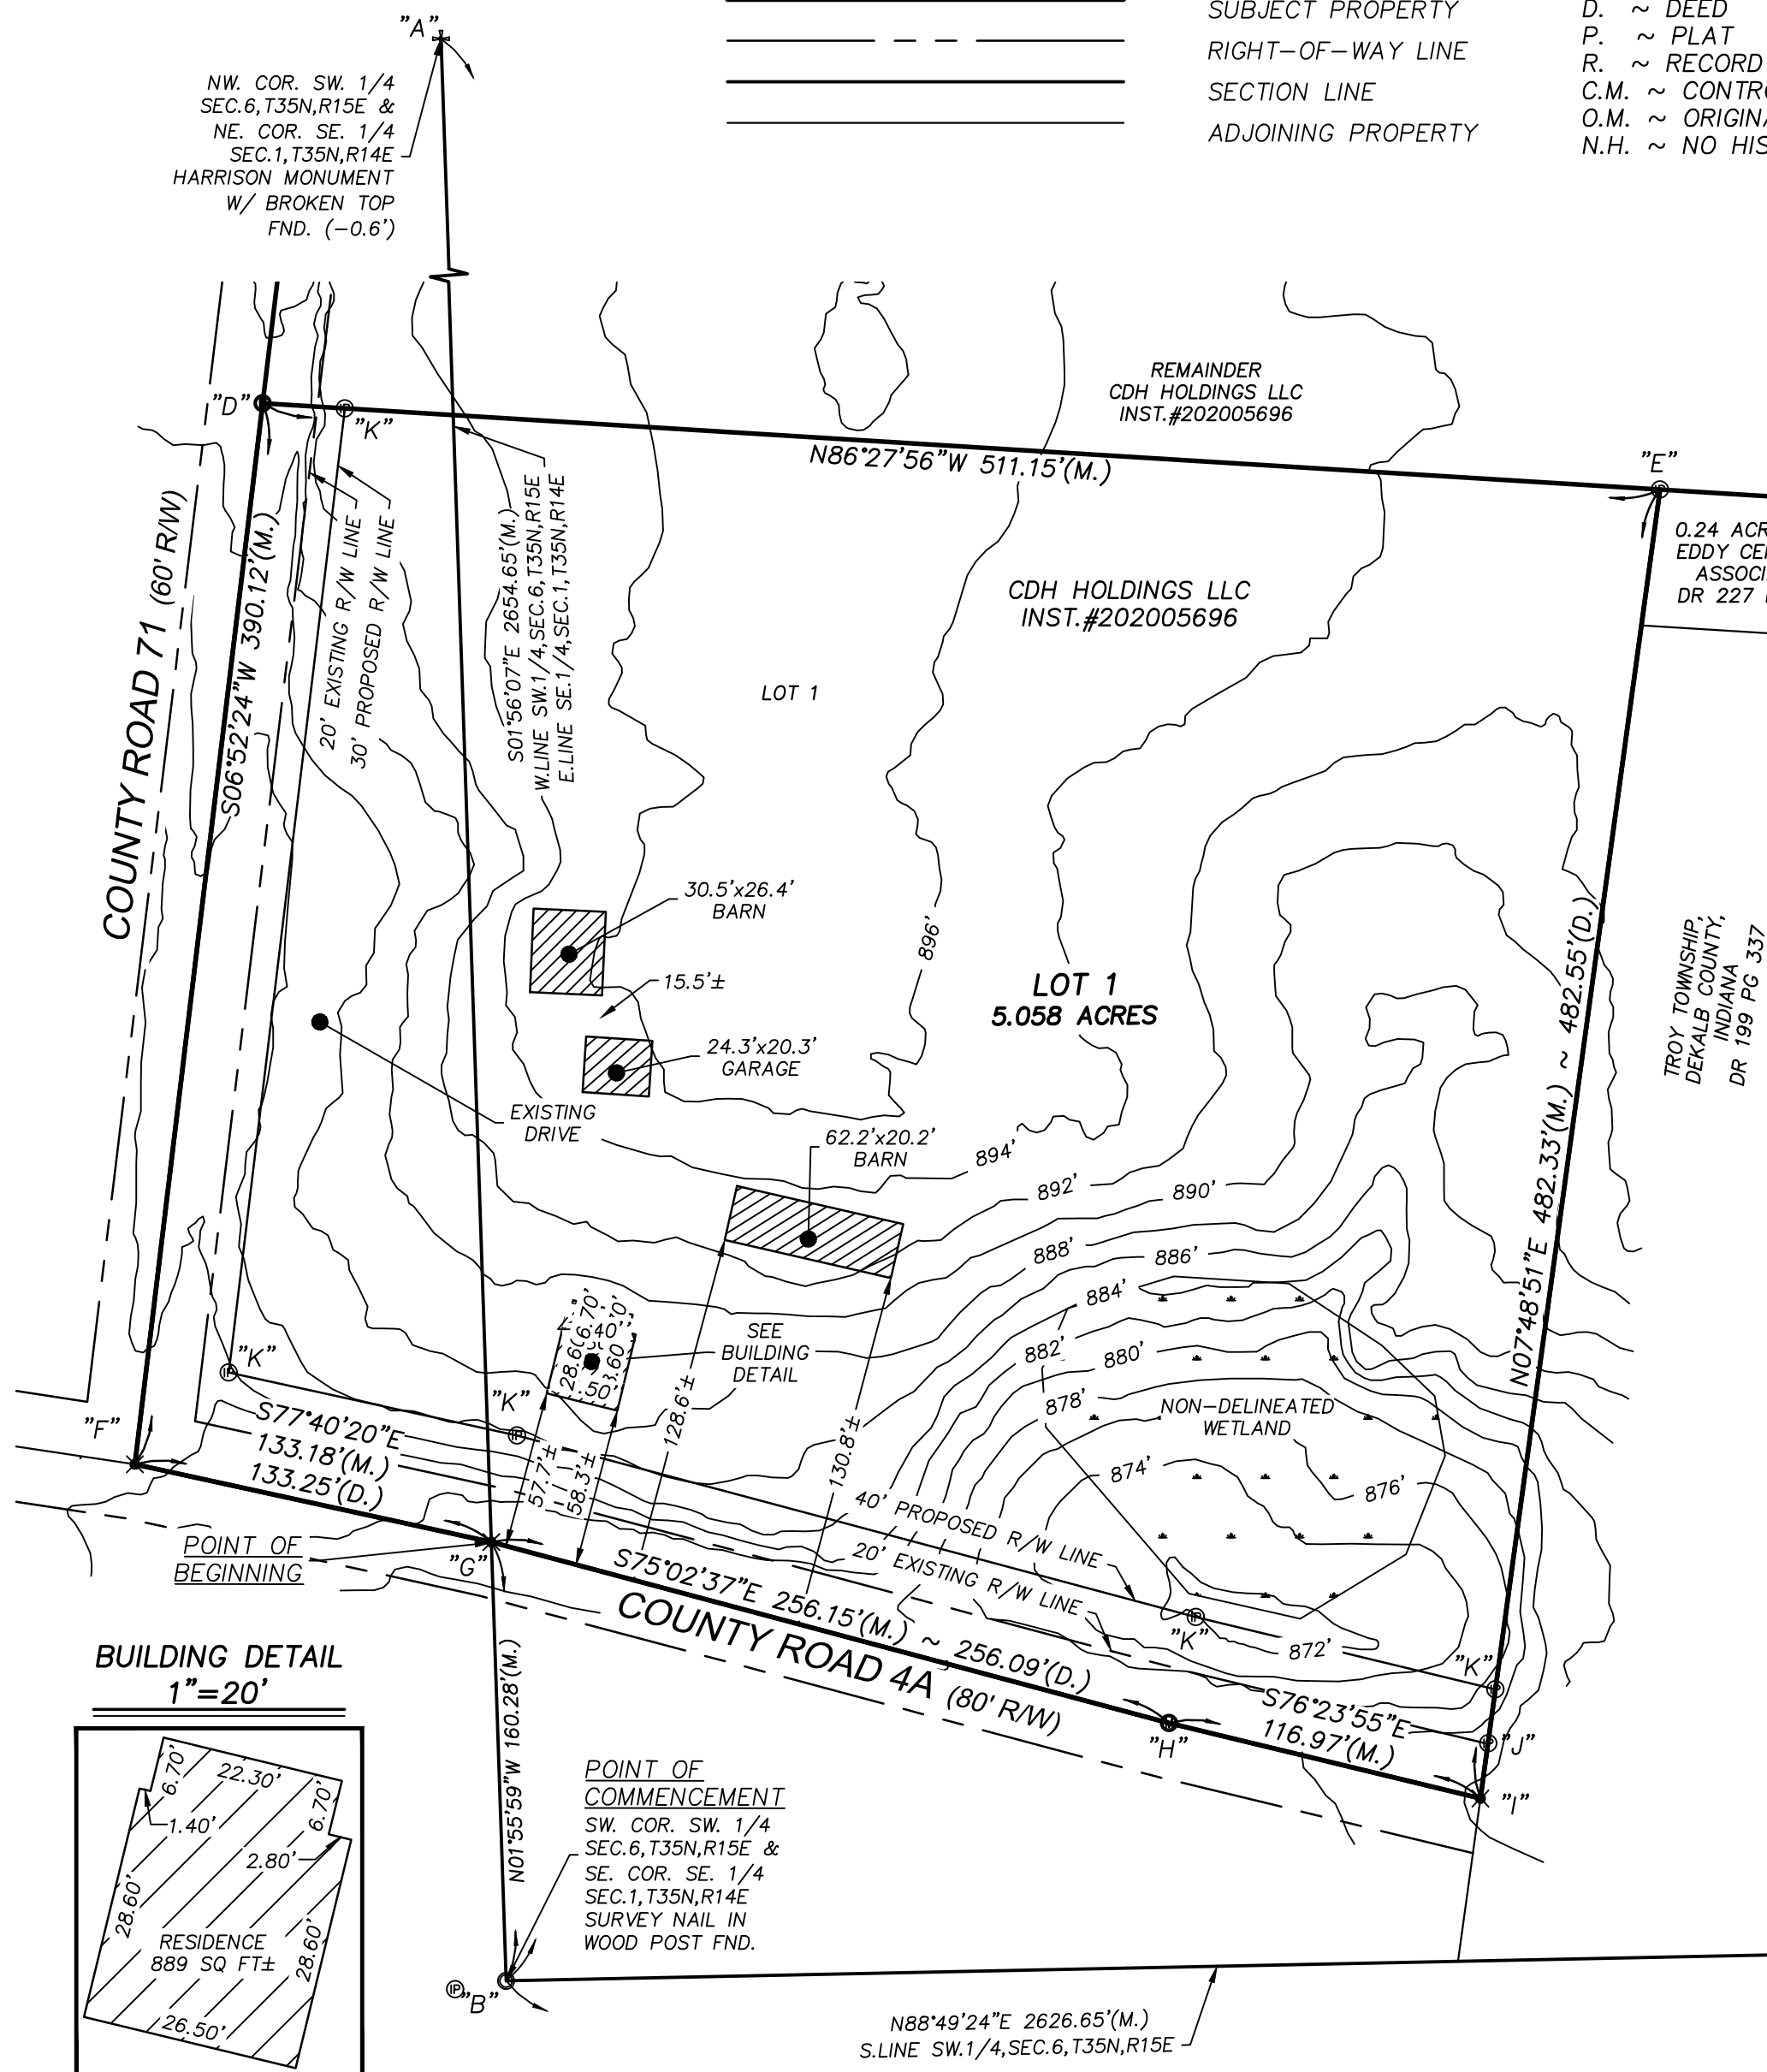 SUBJECT PROPERTY
RIGHT-OF-WAY LINE
SECTION LINE
ADJOINING PROPERTY
D. ~ DEED
P. ~ PLAT
R. ~ RECORD
C.M. ~
O.M. ~
N.H. ~ NO
"A"
NW. COR. SW. 1/4
SEC.6,T35N,R15E &
NE. COR. SE. 1/4
SEC.1,T35N,R14E
HARRISON MONUMENT
W/ BROKEN TOP
FND. (-0.6')
REMAINDER
CDH HOLDINGS LLC
INST.#202005696
"D"
"K"
N86°27'56"W 511.15'(M.)
"E"
0.24
EDDY
DR 227
COUNTY ROAD 71 (60' R/W)
S06°52'24"W 390.12'(M.)
20' EXISTING R/W LINE
30' PROPOSED R/W LINE
S01°56'07"E 2654.65'(M.)
W.LINE SW.1/4,SEC.6,T35N,R15E
E.LINE SE.1/4,SEC.1,T35N,R14E
CDH HOLDINGS LLC
INST.#202005696
LOT 1
30.5'x26.4'
BARN
15.5'±
24.3'x20.3'
GARAGE
896'
LOT 1
5.058 ACRES
N07°48'51"E 482.33'(M.) ~ 482.55'(D.)
TROY TOWNSHIP,
DEKALB COUNTY,
INDIANA
DR 199 PG 337
EXISTING
DRIVE
62.2'x20.2'
BARN
894'
892'
890'
888'
886'
884'
882'
880'
878'
876'
874'
872'
NON-DELINEATED
WETLAND
SEE
BUILDING
DETAIL
28.60'
6.70'
57.7'±
58.3'±
128.6'±
130.8'±
"K"
"K"
"F"
S77°40'20"E
133.18'(M.)
133.25'(D.)
40' PROPOSED R/W LINE
20' EXISTING R/W LINE
POINT OF
BEGINNING
"G"
S75°02'37"E 256.15'(M.) ~ 256.09'(D.)
COUNTY ROAD 4A (80' R/W)
"K"
"K"
S76°23'55"E
116.97'(M.)
"H"
"J"
"I"
N01°55'59"W 160.28'(M.)
BUILDING DETAIL
1"=20'
6.70'
22.30'
6.70'
1.40'
2.80'
28.60'
RESIDENCE
889 SQ FT±
28.60'
26.50'
POINT OF
COMMENCEMENT
SW. COR. SW. 1/4
SEC.6,T35N,R15E &
SE. COR. SE. 1/4
SEC.1,T35N,R14E
SURVEY NAIL IN
WOOD POST FND.
IP
"B"
N88°49'24"E 2626.65'(M.)
S.LINE SW.1/4,SEC.6,T35N,R15E